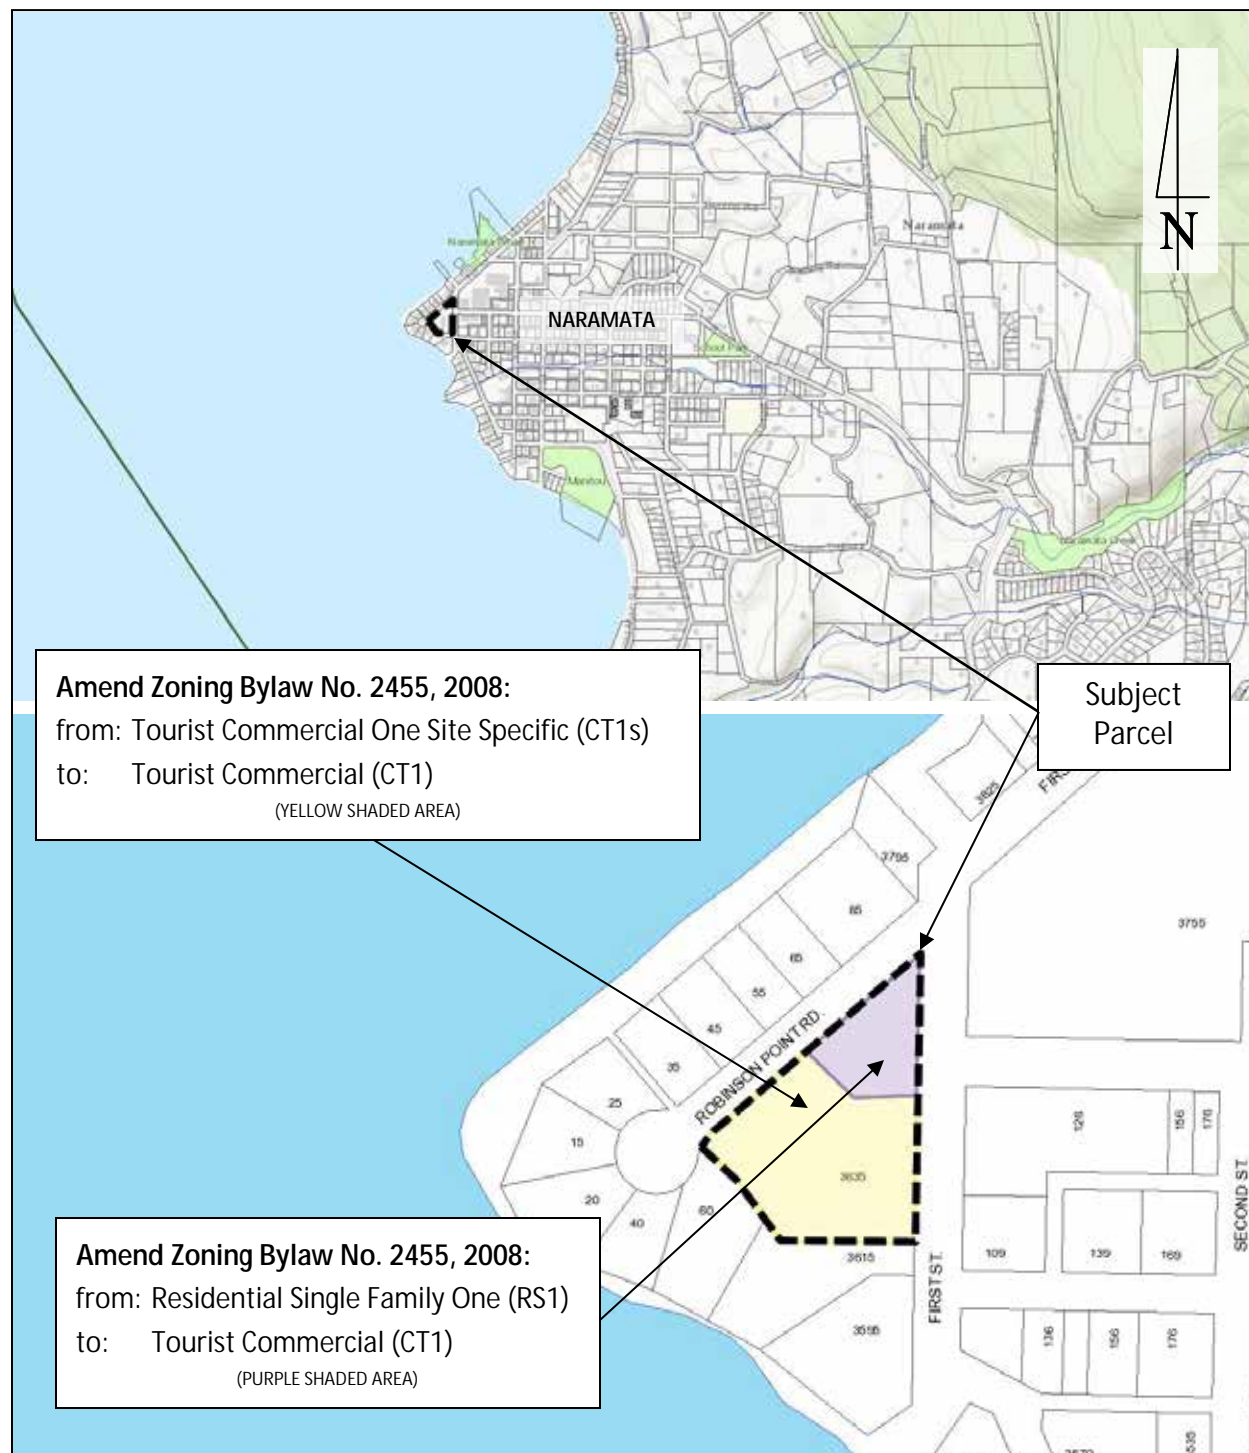 N
Naramata
NARAMATA
Manitou
Naramata Creek
Amend Zoning Bylaw No. 2455, 2008:
from: Tourist Commercial One Site Specific (CT1s)
to: Tourist Commercial (CT1)
(YELLOW SHADED AREA)
Subject
Parcel
3825
3795
85
3755
65
55
45
35
ROBINSON POINT RD.
25
15
20
40
60
3635
3615
3595
FIRST ST.
126
156
176
SECOND ST.
109
139
169
136
156
176
Amend Zoning Bylaw No. 2455, 2008:
from: Residential Single Family One (RS1)
to: Tourist Commercial (CT1)
(PURPLE SHADED AREA)